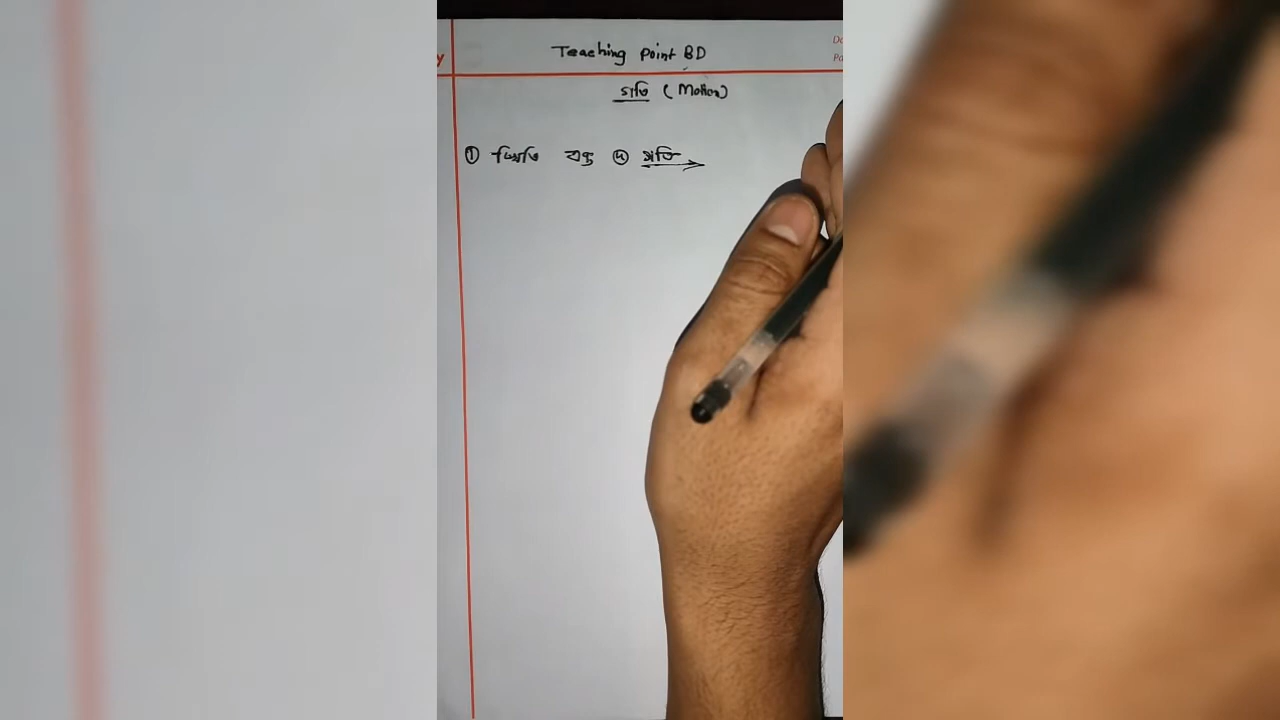 Teaching Point BD
গতি (Motion)
① স্থিতি বস্তু ② গতি